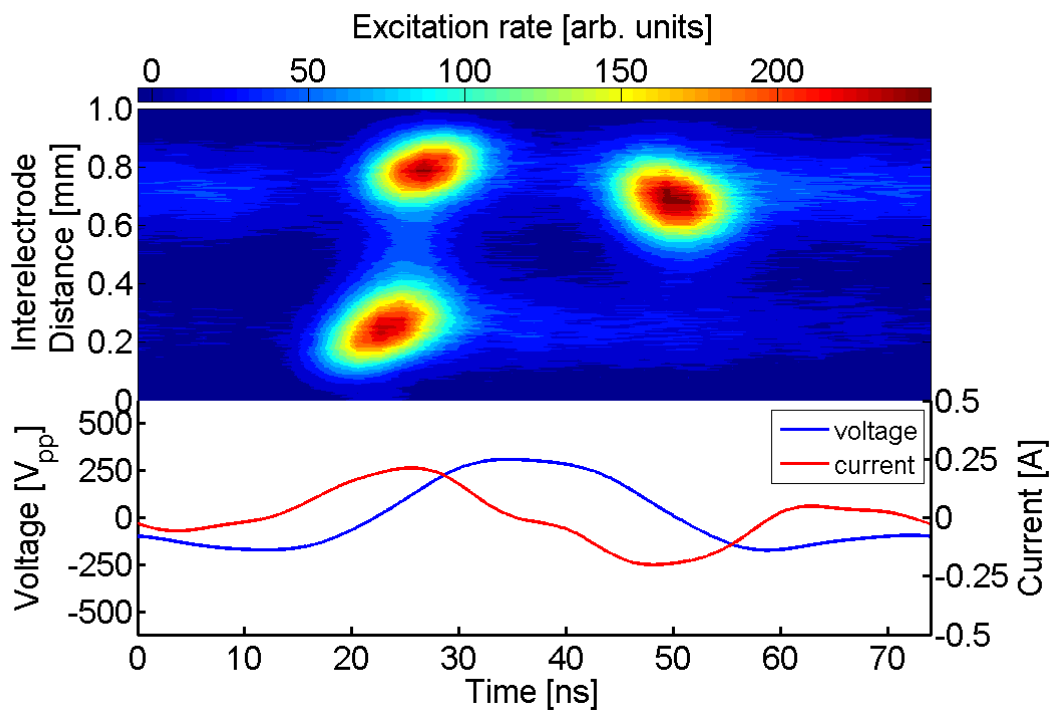 Excitation rate [arb. units]
0 50 100 150 200
Interelectrode
Distance [mm]
1.0
0.8
0.6
0.4
0.2
0
Voltage [Vpp]
500
250
0
-250
-500
voltage
current
0.5
0.25
0
-0.25
-0.5
Current [A]
0 10 20 30 40 50 60 70
Time [ns]